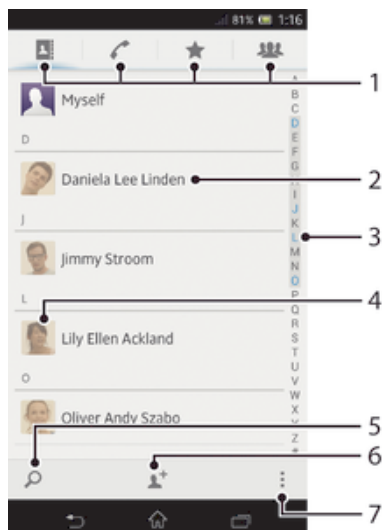 81% 1:16
1
Myself
A
B
C
D
D
E
F
G
Daniela Lee Linden
2
I
J
J
K
L
3
M
N
O
Jimmy Stroom
P
Q
L
4
R
S
Lily Ellen Ackland
T
U
V
O
W
X
Oliver Andy Szabo
Z
#
5
6
7